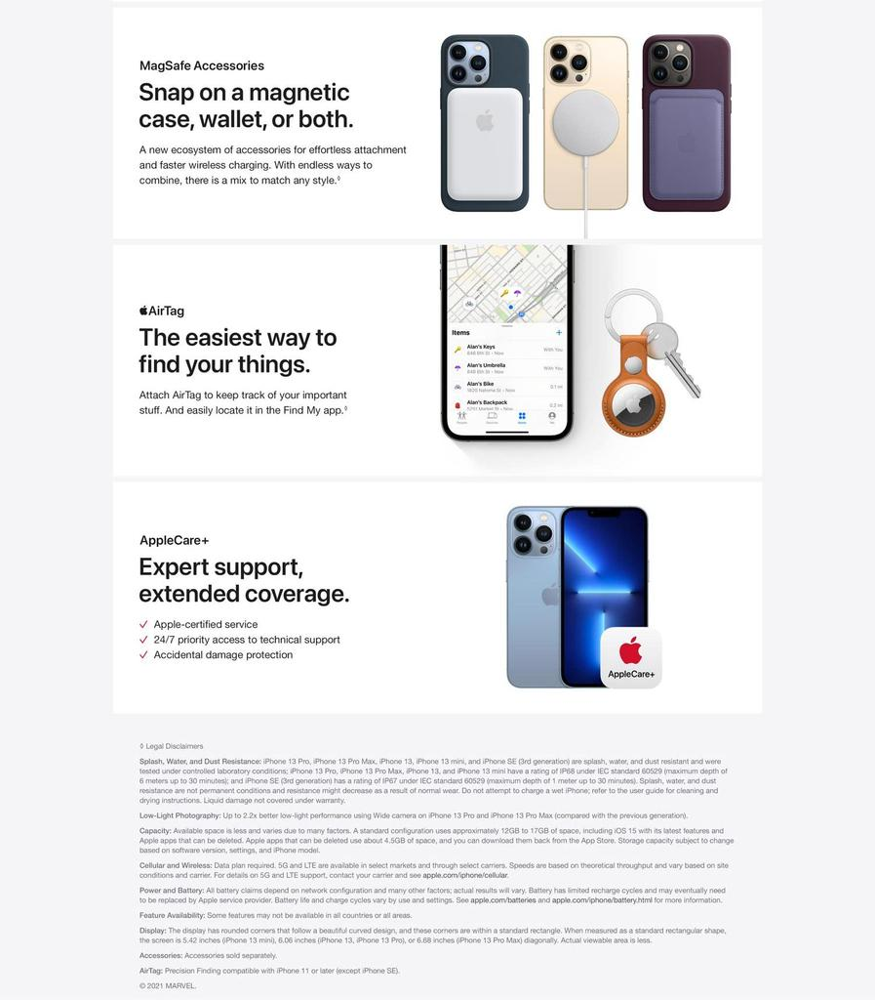 MagSafe Accessories
Snap on a magnetic
case, wallet, or both.
A new ecosystem of accessories for effortless attachment
and faster wireless charging. With endless ways to
combine, there is a mix to match any style.◊
AirTag
The easiest way to
find your things.
Attach AirTag to keep track of your important
stuff. And easily locate it in the Find My app.◊
Items +
Alan's Keys
With You
Alan's Umbrella
With You
Alan's Bike
0.1 mi
Alan's Backpack
0.2 mi
AppleCare+
Expert support,
extended coverage.
✓ Apple-certified service
✓ 24/7 priority access to technical support
✓ Accidental damage protection
AppleCare+
◊ Legal Disclaimers
Splash, Water, and Dust Resistance: iPhone 13 Pro, iPhone 13 Pro Max, iPhone 13, iPhone 13 mini, and iPhone SE (3rd generation) are splash, water, and dust resistant and were
tested under controlled laboratory conditions; iPhone 13 Pro, iPhone 13 Pro Max, iPhone 13, and iPhone 13 mini have a rating of IP68 under IEC standard 60529 (maximum depth of
6 meters up to 30 minutes); and iPhone SE (3rd generation) has a rating of IP67 under IEC standard 60529 (maximum depth of 1 meter up to 30 minutes). Splash, water, and dust
resistance are not permanent conditions and resistance might decrease as a result of normal wear. Do not attempt to charge a wet iPhone; refer to the user guide for cleaning and
drying instructions. Liquid damage not covered under warranty.
Low-Light Photography: Up to 2.2x better low-light performance using Wide camera on iPhone 13 Pro and iPhone 13 Pro Max (compared with the previous generation).
Capacity: Available space is less and varies due to many factors. A standard configuration uses approximately 12GB to 17GB of space, including iOS 15 with its latest features and
Apple apps that can be deleted. Apple apps that can be deleted use about 4.5GB of space, and you can download them back from the App Store. Storage capacity subject to change
based on software version, settings, and iPhone model.
Cellular and Wireless: Data plan required. 5G and LTE are available in select markets and through select carriers. Speeds are based on theoretical throughput and vary based on site
conditions and carrier. For details on 5G and LTE support, contact your carrier and see apple.com/iphone/cellular.
Power and Battery: All battery claims depend on network configuration and many other factors; actual results will vary. Battery has limited recharge cycles and may eventually need
to be replaced by Apple service provider. Battery life and charge cycles vary by use and settings. See apple.com/batteries and apple.com/iphone/battery.html for more information.
Feature Availability: Some features may not be available in all countries or all areas.
Display: The display has rounded corners that follow a beautiful curved design, and these corners are within a standard rectangle. When measured as a standard rectangular shape,
the screen is 5.42 inches (iPhone 13 mini), 6.06 inches (iPhone 13, iPhone 13 Pro), or 6.68 inches (iPhone 13 Pro Max) diagonally. Actual viewable area is less.
Accessories: Accessories sold separately.
AirTag: Precision Finding compatible with iPhone 11 or later (except iPhone SE).
© 2021 MARVEL.